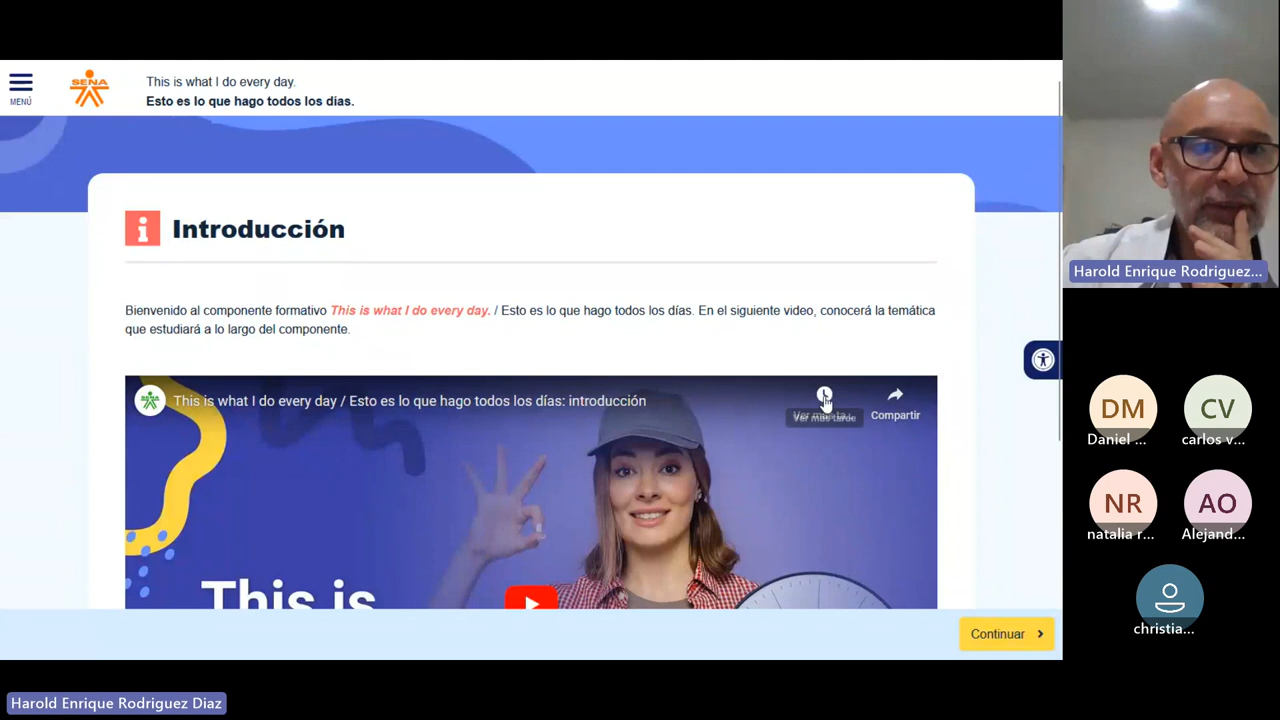 MENÚ
SENA
This is what I do every day.
Esto es lo que hago todos los días.
Introducción
Bienvenido al componente formativo This is what I do every day. / Esto es lo que hago todos los días. En el siguiente video, conocerá la temática
que estudiará a lo largo del componente.
This is what I do every day / Esto es lo que hago todos los días: introducción
Ver más tarde
Compartir
This is
Continuar
Harold Enrique Rodriguez...
DM
Daniel ...
CV
carlos v...
NR
natalia r...
AO
Alejand...
christia...
Harold Enrique Rodriguez Diaz